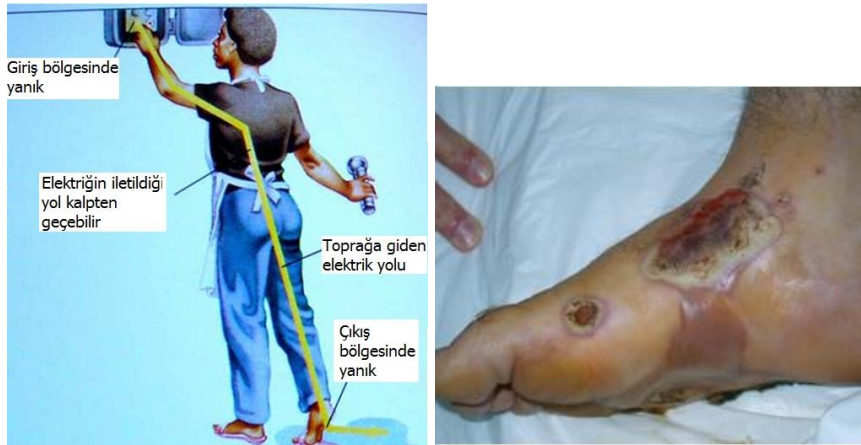 Giriş bölgesinde
yanık
Elektriğin iletildiği
yol kalpten
geçebilir
Toprağa giden
elektrik yolu
Çıkış
bölgesinde
yanık